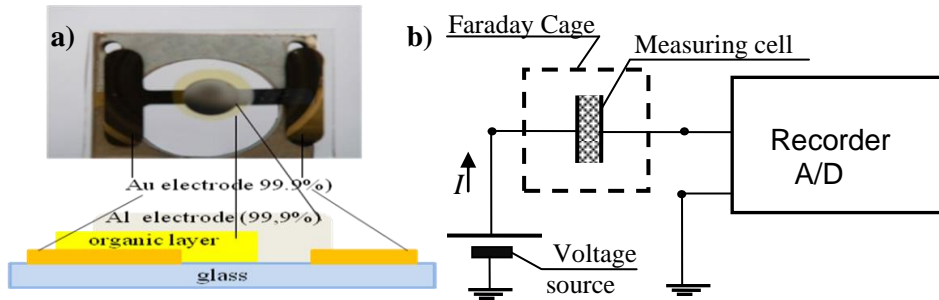 a)
Au electrode 99.9%)
Al electrode (99,9%)
organic layer
glass
b)
Faraday Cage
Measuring cell
I
Recorder
A/D
Voltage
source